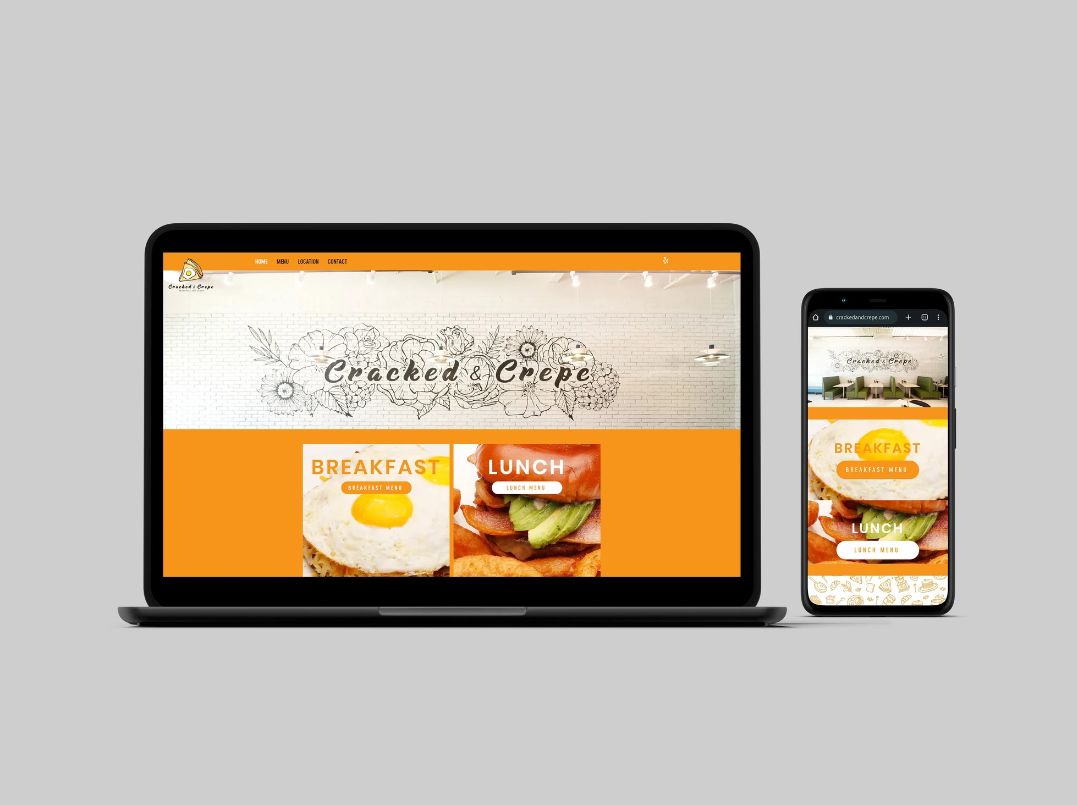 HOME MENU LOCATION CONTACT
Cracked & Crepe
Cracked & Crepe
BREAKFAST
BREAKFAST MENU
LUNCH
LUNCH MENU
crackedandcrepe.com
Cracked & Crepe
BREAKFAST
BREAKFAST MENU
LUNCH
LUNCH MENU